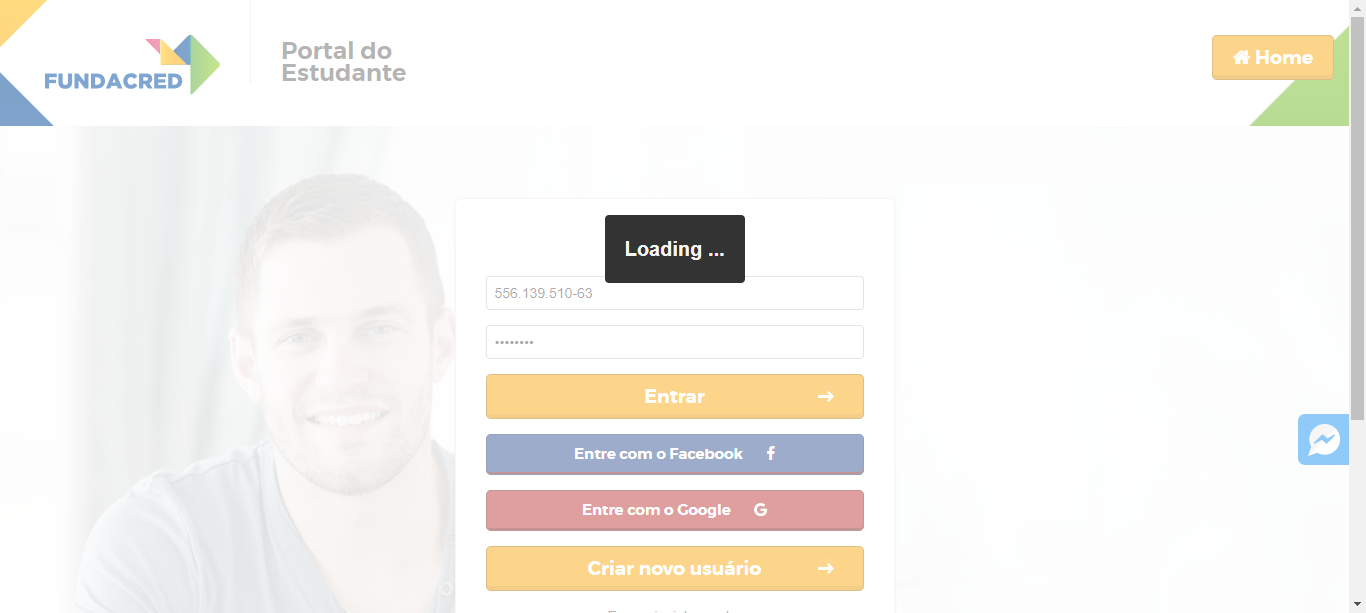 FUNDACRED
Portal do
Estudante
Home
Loading ...
556.139.510-63
••••••••
Entrar
Entre com o Facebook
Entre com o Google
Criar novo usuário